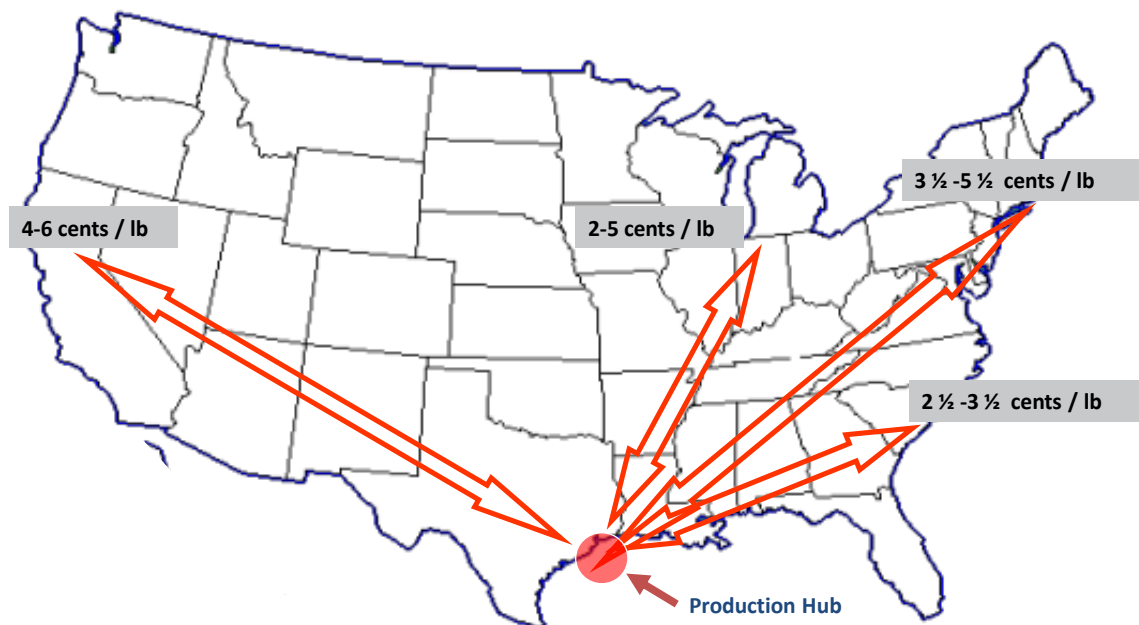 3 ½ -5 ½ cents / lb
4-6 cents / lb
2-5 cents / lb
2 ½ -3 ½ cents / lb
Production Hub